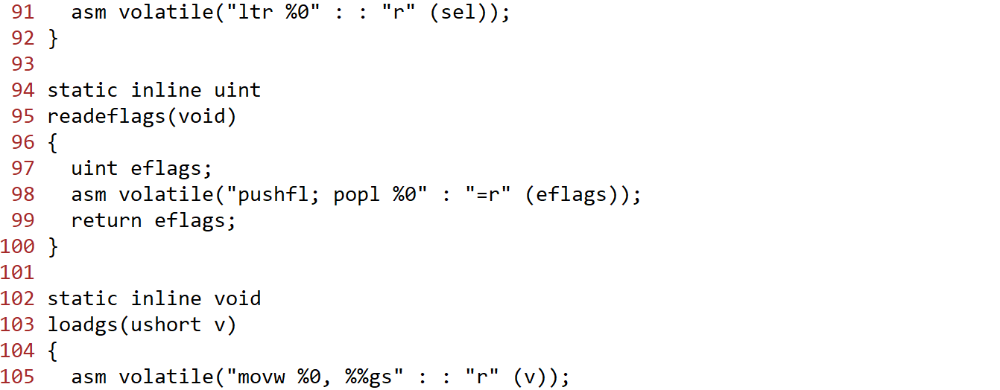 91   asm volatile("ltr %0" : : "r" (sel));
92 }
93
94 static inline uint
95 readeflags(void)
96 {
97   uint eflags;
98   asm volatile("pushfl; popl %0" : "=r" (eflags));
99   return eflags;
100 }
101
102 static inline void
103 loadgs(ushort v)
104 {
105   asm volatile("movw %0, %%gs" : : "r" (v));